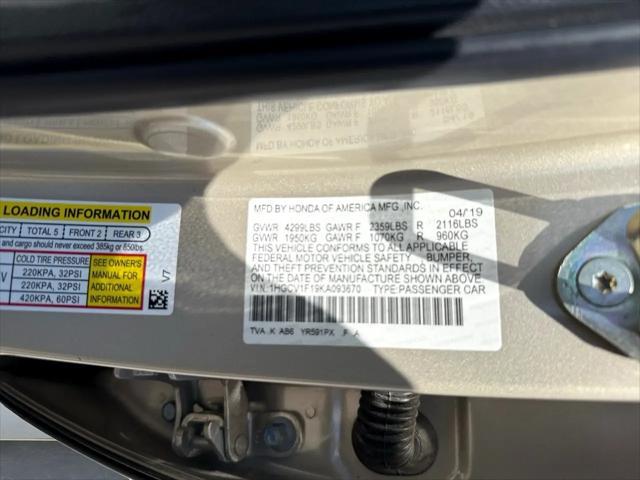 LOADING INFORMATION
CITY TOTAL 5 FRONT 2 REAR 3
and cargo should never exceed 385kg or 850lbs.
COLD TIRE PRESSURE
V 220KPA, 32PSI
220KPA, 32PSI
420KPA, 60PSI
SEE OWNER'S
MANUAL FOR
ADDITIONAL
INFORMATION
V7
MFD BY HONDA OF AMERICA MFG.,INC. 04/19
GVWR 4299LBS GAWR F 2359LBS R 2116LBS
GVWR 1950KG GAWR F 1070KG R 960KG
THIS VEHICLE CONFORMS TO ALL APPLICABLE
FEDERAL MOTOR VEHICLE SAFETY, BUMPER,
AND THEFT PREVENTION STANDARDS IN EFFECT
ON THE DATE OF MANUFACTURE SHOWN ABOVE.
V.I.N.:1HGCV1F19KA093670 TYPE:PASSENGER CAR
TVA K AB6 YR591PX F A